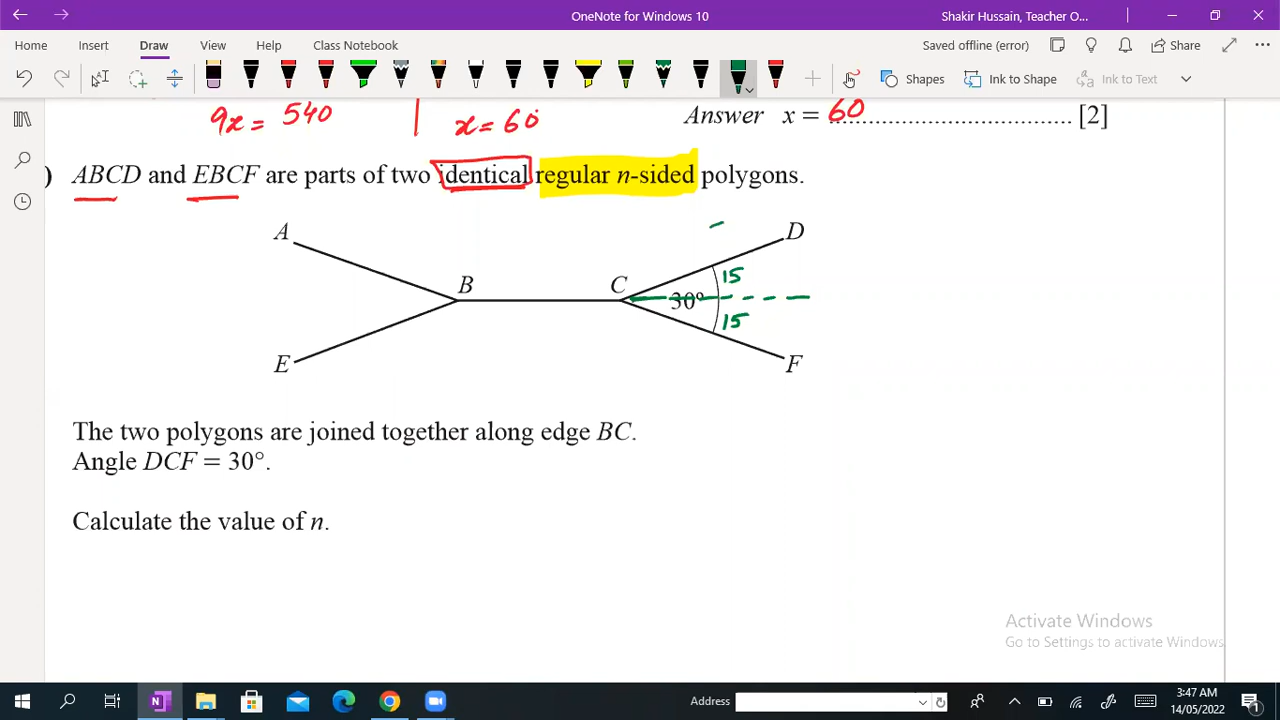 OneNote for Windows 10
Shakir Hussain, Teacher O...
Home Insert Draw View Help Class Notebook
Saved offline (error)
Share
Shapes
Ink to Shape
Ink to Text
9x = 540
x = 60
Answer x = 60 [2]
) ABCD and EBCF are parts of two identical regular n-sided polygons.
A
D
B
C
15
30°
15
E
F
The two polygons are joined together along edge BC.
Angle DCF = 30°.
Calculate the value of n.
Activate Windows
Go to Settings to activate Windows.
Address
3:47 AM
14/05/2022